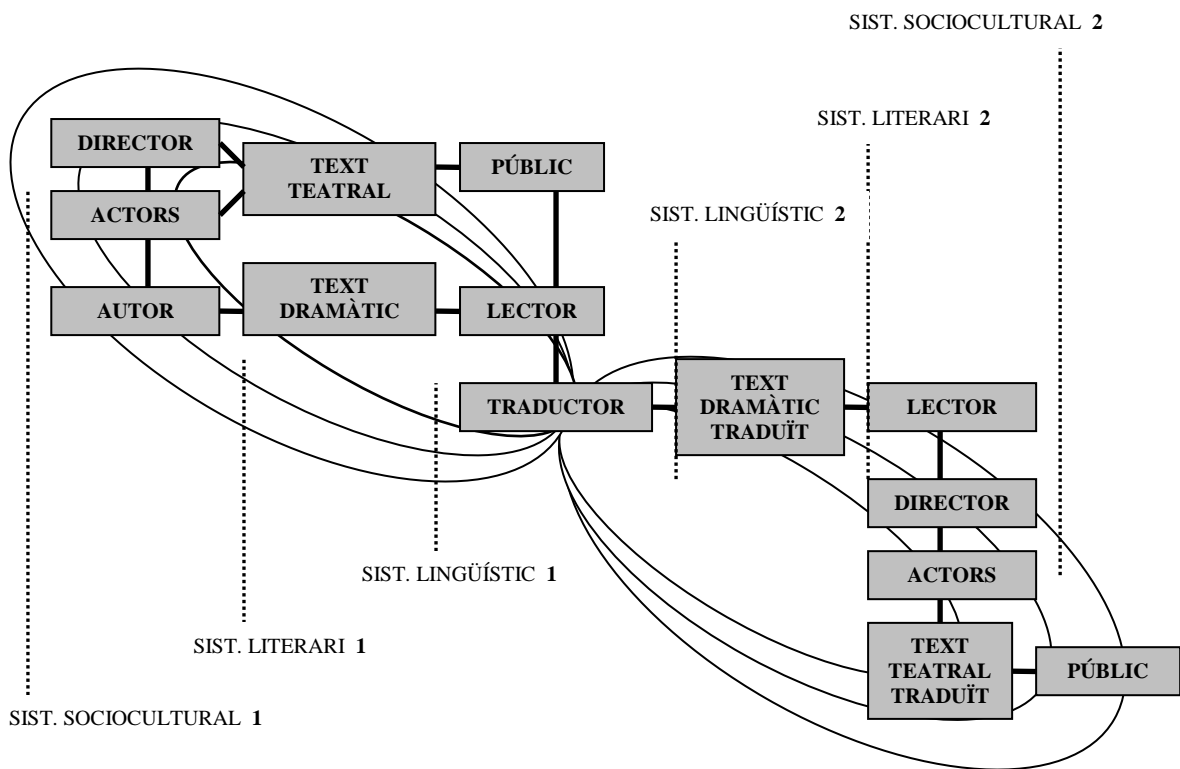 SIST. SOCIOCULTURAL 2
SIST. LITERARI 2
DIRECTOR
TEXT
TEATRAL
PÚBLIC
ACTORS
SIST. LINGÜÍSTIC 2
AUTOR
TEXT
DRAMÀTIC
LECTOR
TRADUCTOR
TEXT
DRAMÀTIC
TRADUÏT
LECTOR
DIRECTOR
ACTORS
SIST. LINGÜÍSTIC 1
SIST. LITERARI 1
TEXT
TEATRAL
TRADUÏT
PÚBLIC
SIST. SOCIOCULTURAL 1